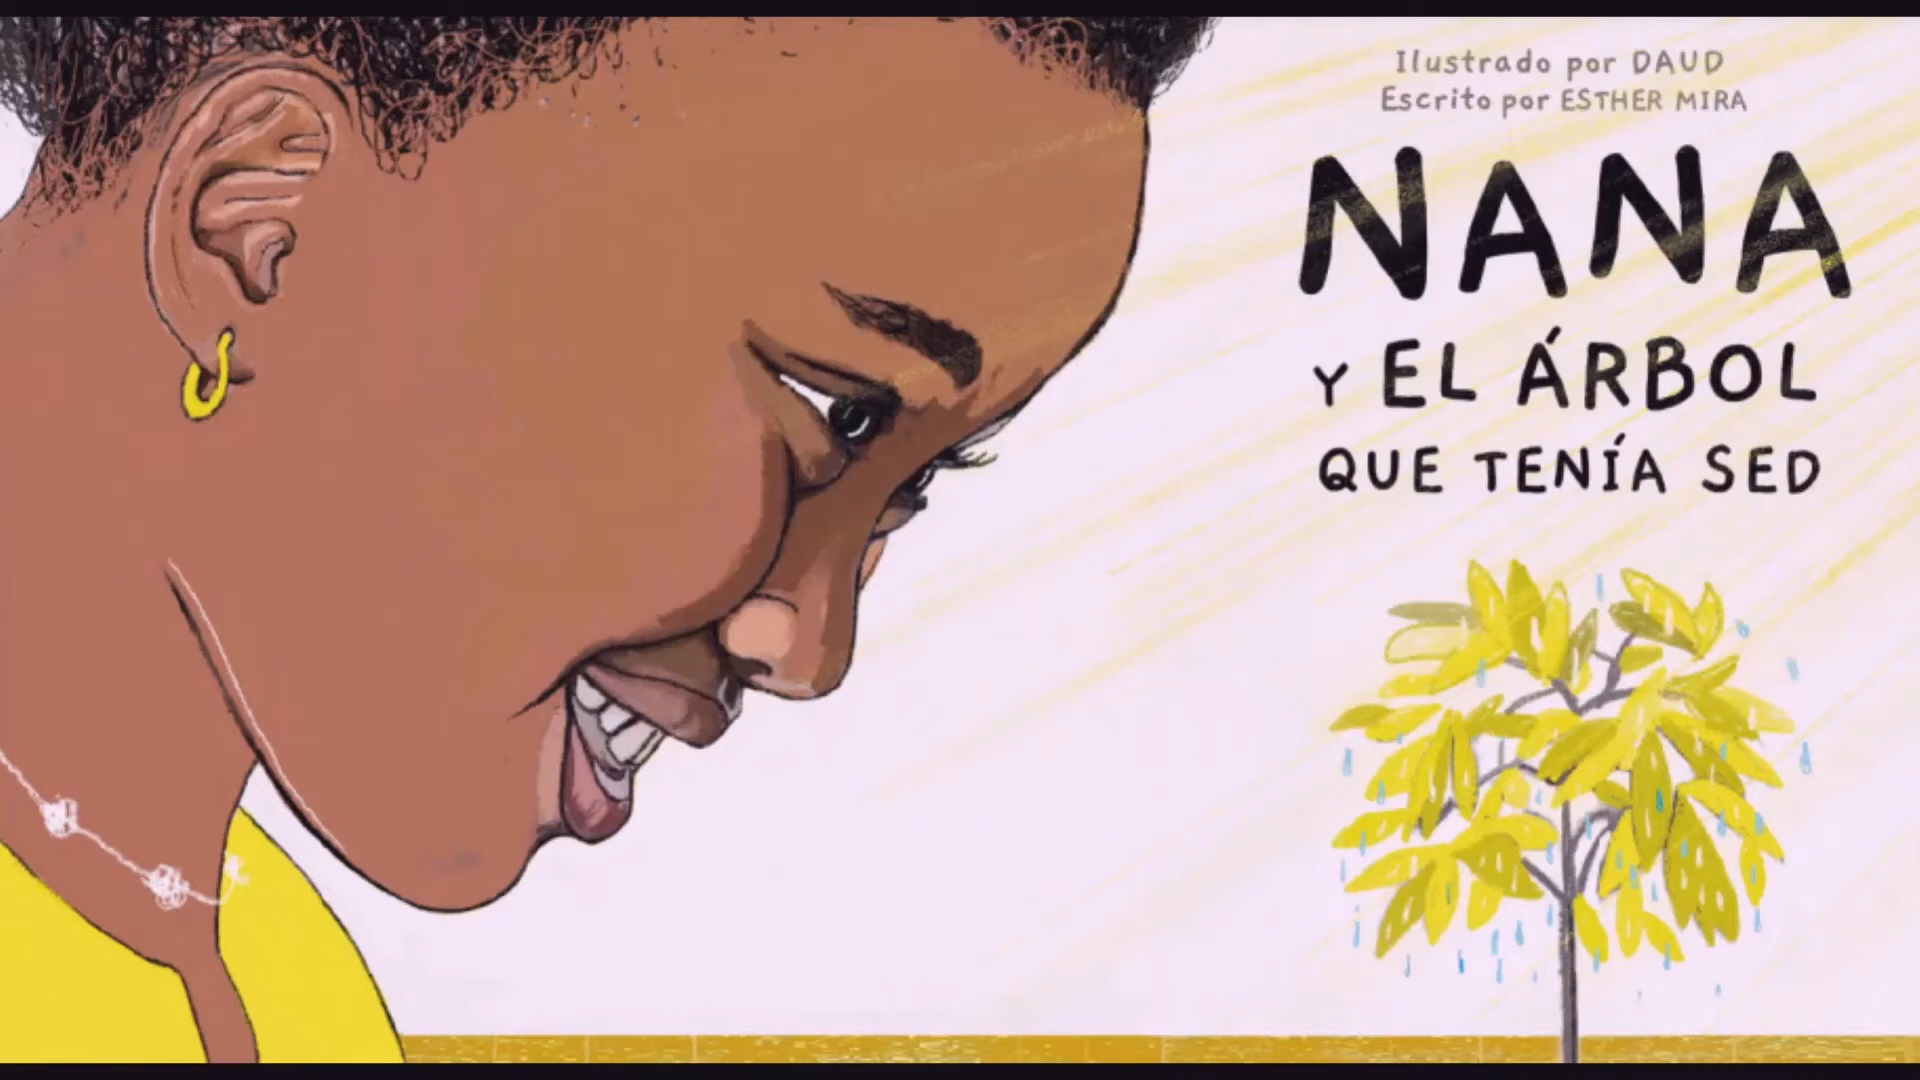 Ilustrado por DAUD
Escrito por ESTHER MIRA
NANA
Y EL ÁRBOL
QUE TENÍA SED